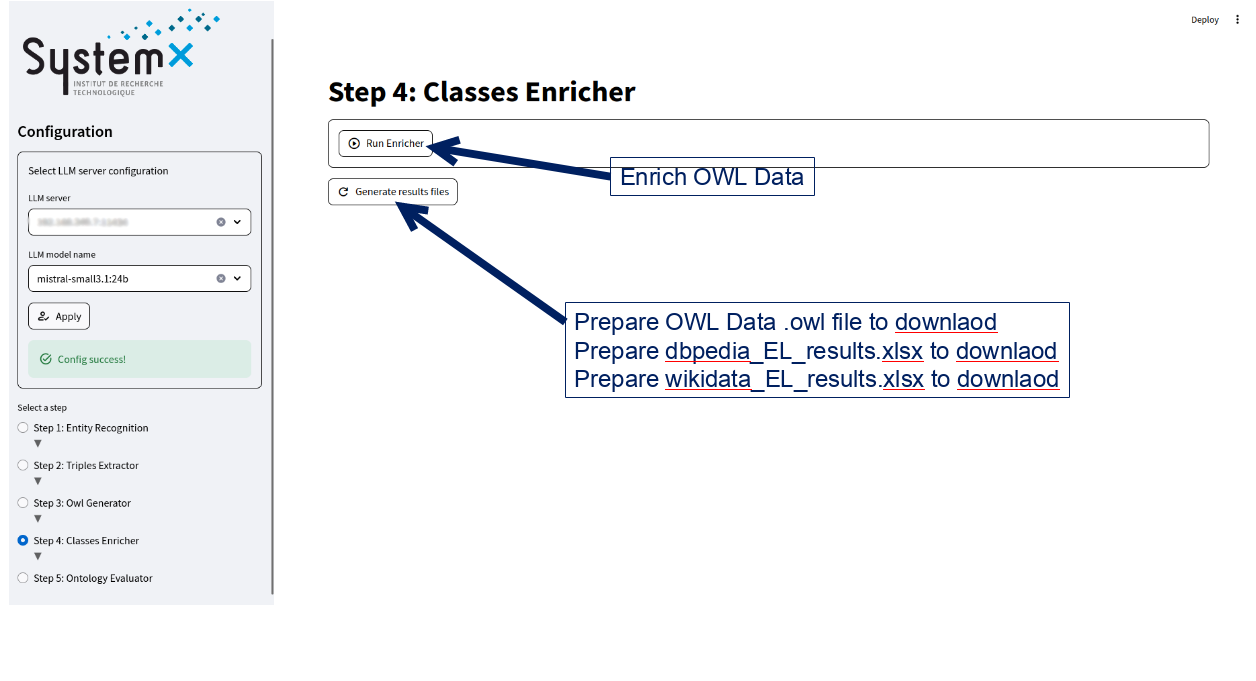 Deploy
SystemX
INSTITUT DE RECHERCHE
TECHNOLOGIQUE
Configuration
Select LLM server configuration
LLM server
LLM model name
mistral-small3.1:24b
Apply
Config success!
Select a step
Step 1: Entity Recognition
Step 2: Triples Extractor
Step 3: Owl Generator
Step 4: Classes Enricher
Step 5: Ontology Evaluator
Step 4: Classes Enricher
Run Enricher
Enrich OWL Data
Generate results files
Prepare OWL Data .owl file to downlaod
Prepare dbpedia_EL_results.xlsx to downlaod
Prepare wikidata_EL_results.xlsx to downlaod